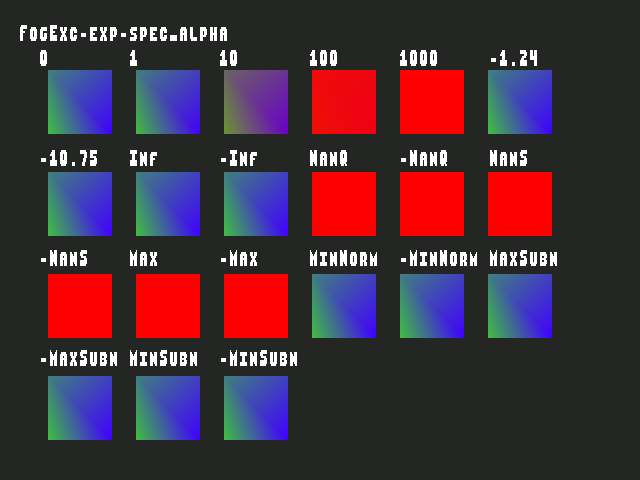 FogExc-exp-spec_alpha
0 1 10 100 1000 -1.24
-10.75 Inf -Inf NanQ -NanQ NanS
-NanS Max -Max MinNorm -MinNorm MaxSubN
-MaxSubN MinSubN -MinSubN